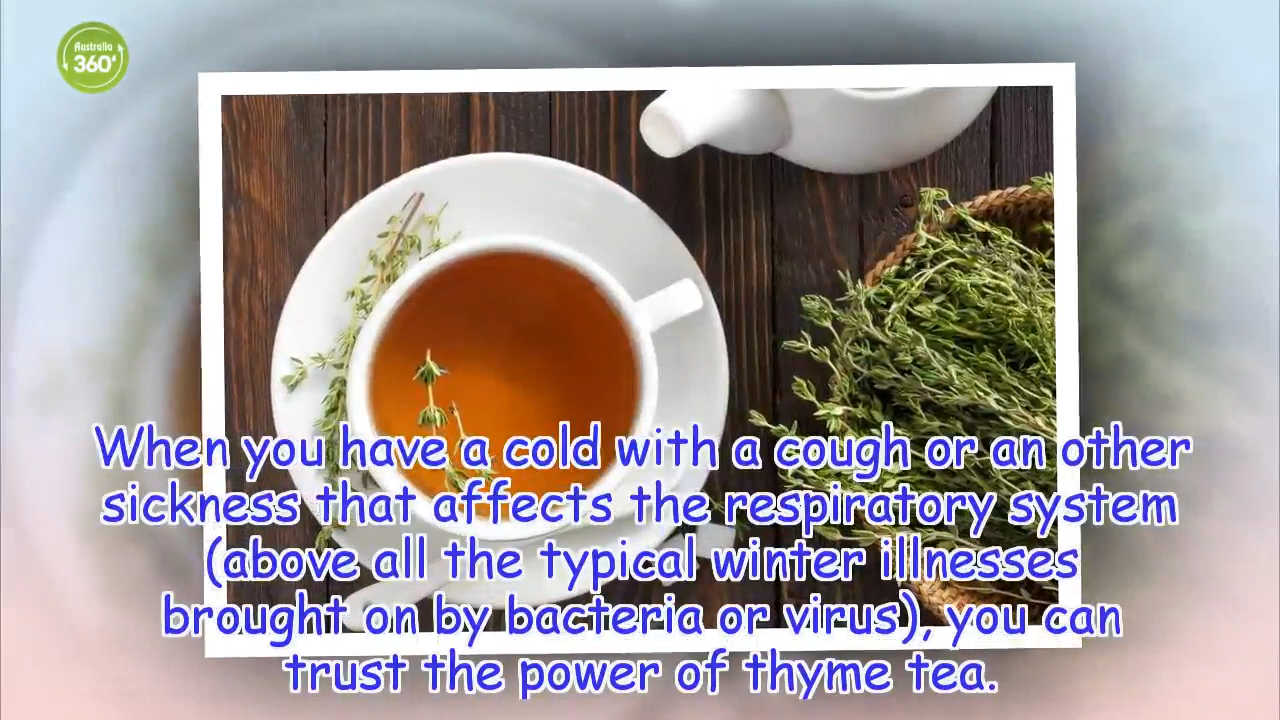 Australia
360°
When you have a cold with a cough or an other
sickness that affects the respiratory system
(above all the typical winter illnesses
brought on by bacteria or virus), you can
trust the power of thyme tea.